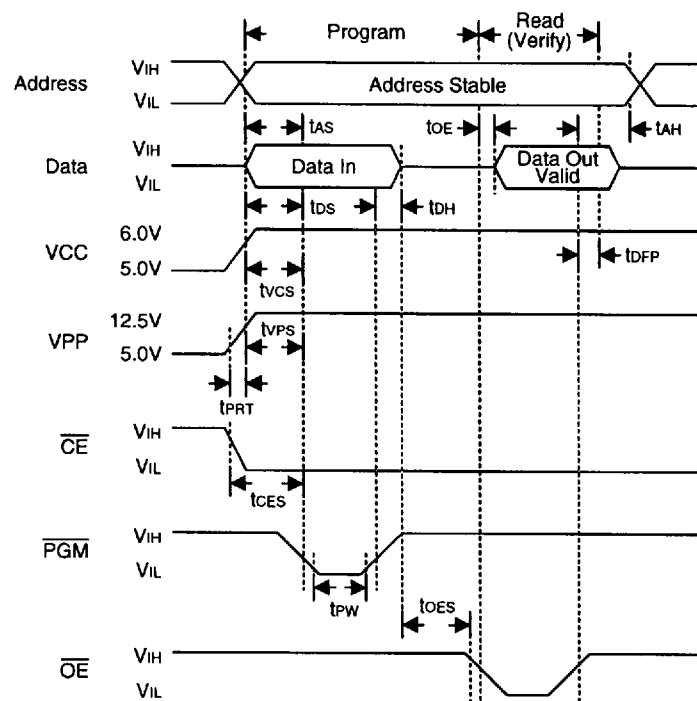 Program
Read
(Verify)
Address
VIH
VIL
Address Stable
tAS
tOE
tAH
Data
VIH
VIL
Data In
Data Out
Valid
tDS
tDH
VCC
6.0V
5.0V
tVCS
tDFP
VPP
12.5V
5.0V
tVPS
tPRT
CE
VIH
VIL
tCES
PGM
VIH
VIL
tPW
tOES
OE
VIH
VIL